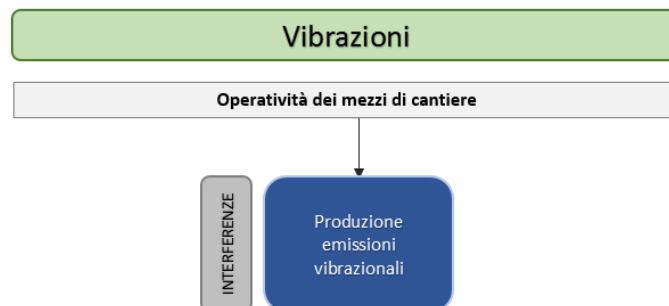 Vibrazioni
Operatività dei mezzi di cantiere
INTERFERENZE
Produzione
emissioni
vibrazionali